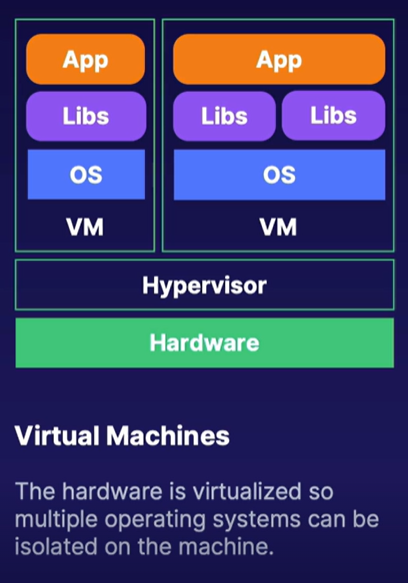 App
App
Libs
Libs
Libs
OS
OS
VM
VM
Hypervisor
Hardware
Virtual Machines
The hardware is virtualized so
multiple operating systems can be
isolated on the machine.